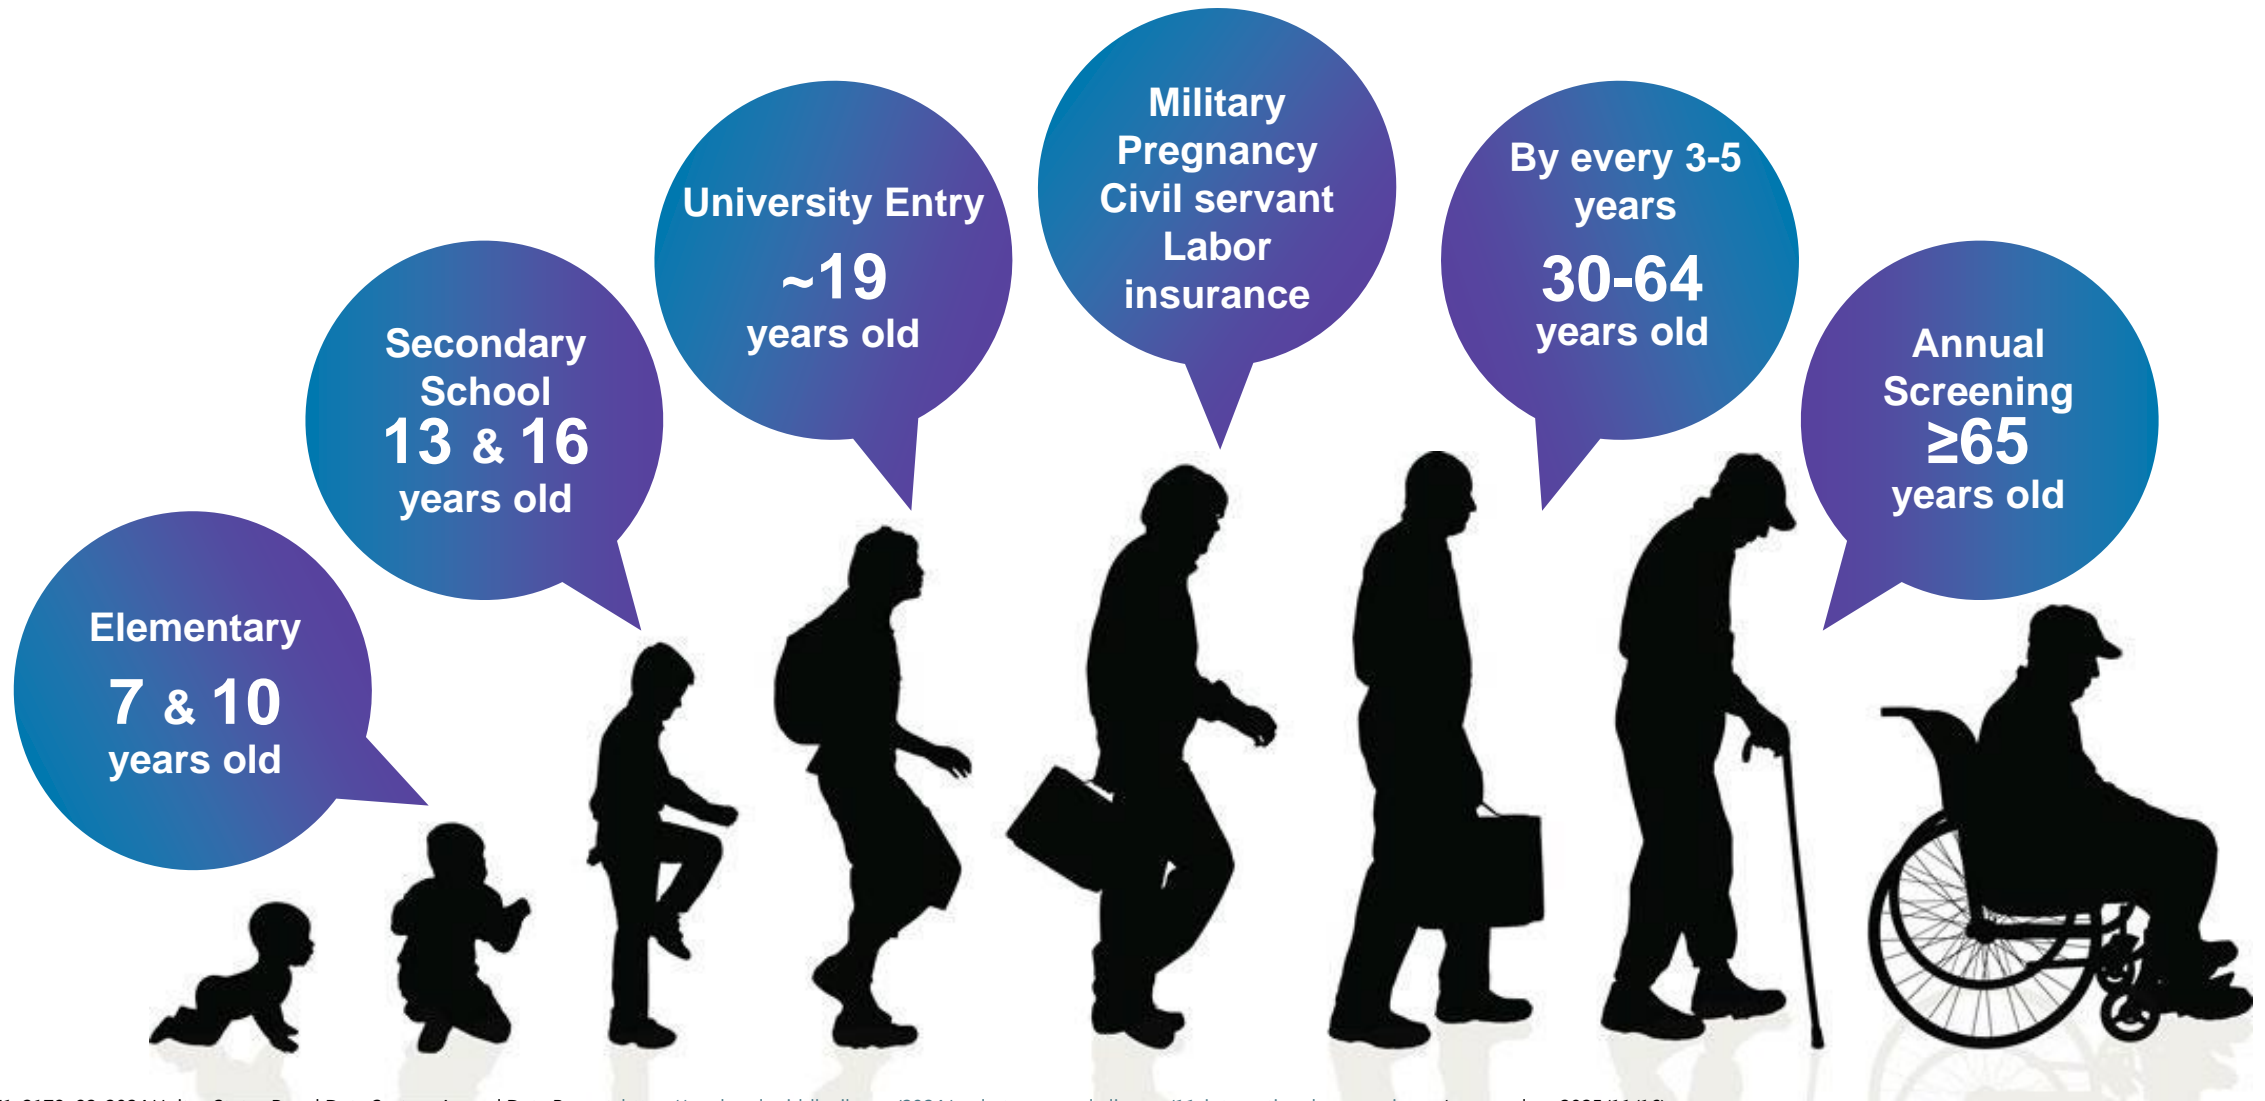 Elementary
7 & 10
years old
Secondary
School
13 & 16
years old
University Entry
~19
years old
Military
Pregnancy
Civil servant
Labor
insurance
By every 3-5
years
30-64
years old
Annual
Screening
≥65
years old